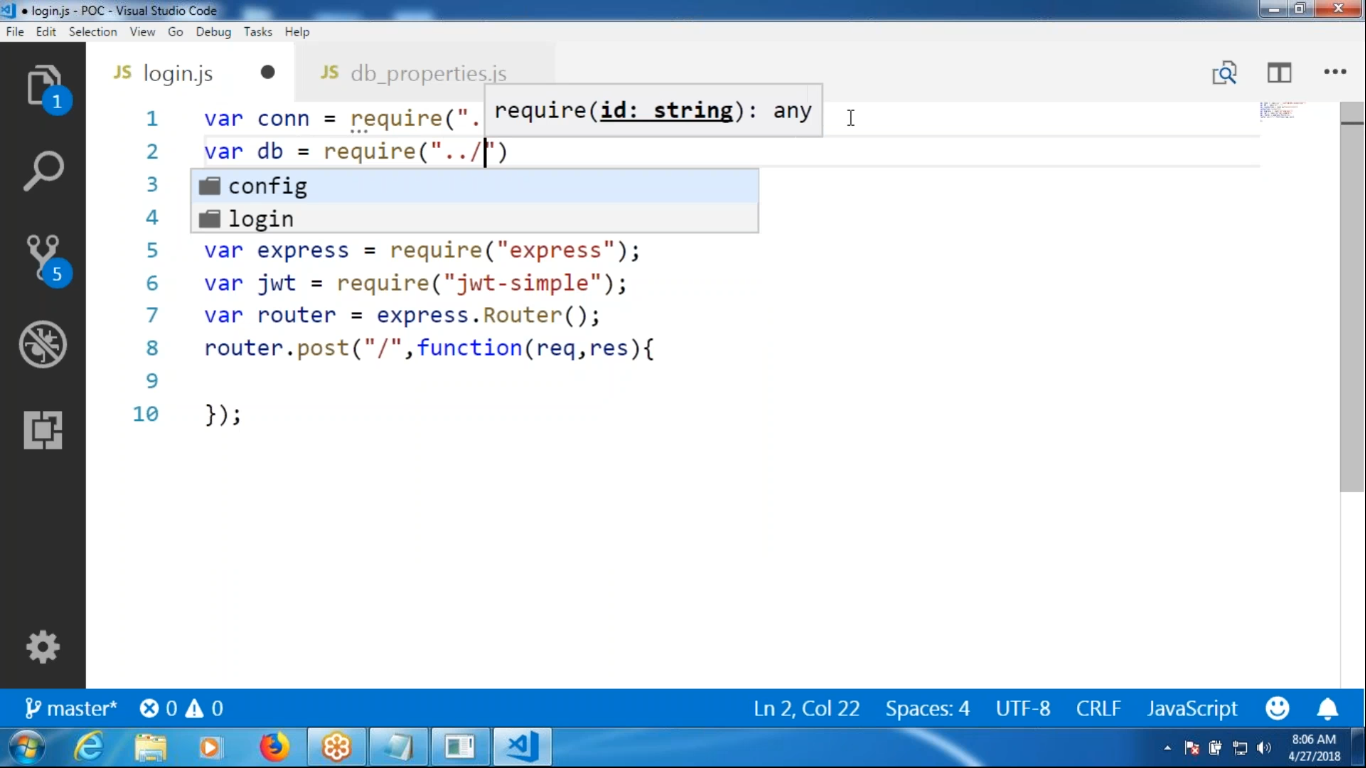 ● login.js - POC - Visual Studio Code
File Edit Selection View Go Debug Tasks Help
JS login.js ● JS db_properties.js
require(id: string): any
1 var conn = require(".
2 var db = require("../")
3 config
4 login
5 var express = require("express");
6 var jwt = require("jwt-simple");
7 var router = express.Router();
8 router.post("/",function(req,res){
9
10 });
1
5
master* 0 0 Ln 2, Col 22 Spaces: 4 UTF-8 CRLF JavaScript
8:06 AM
4/27/2018